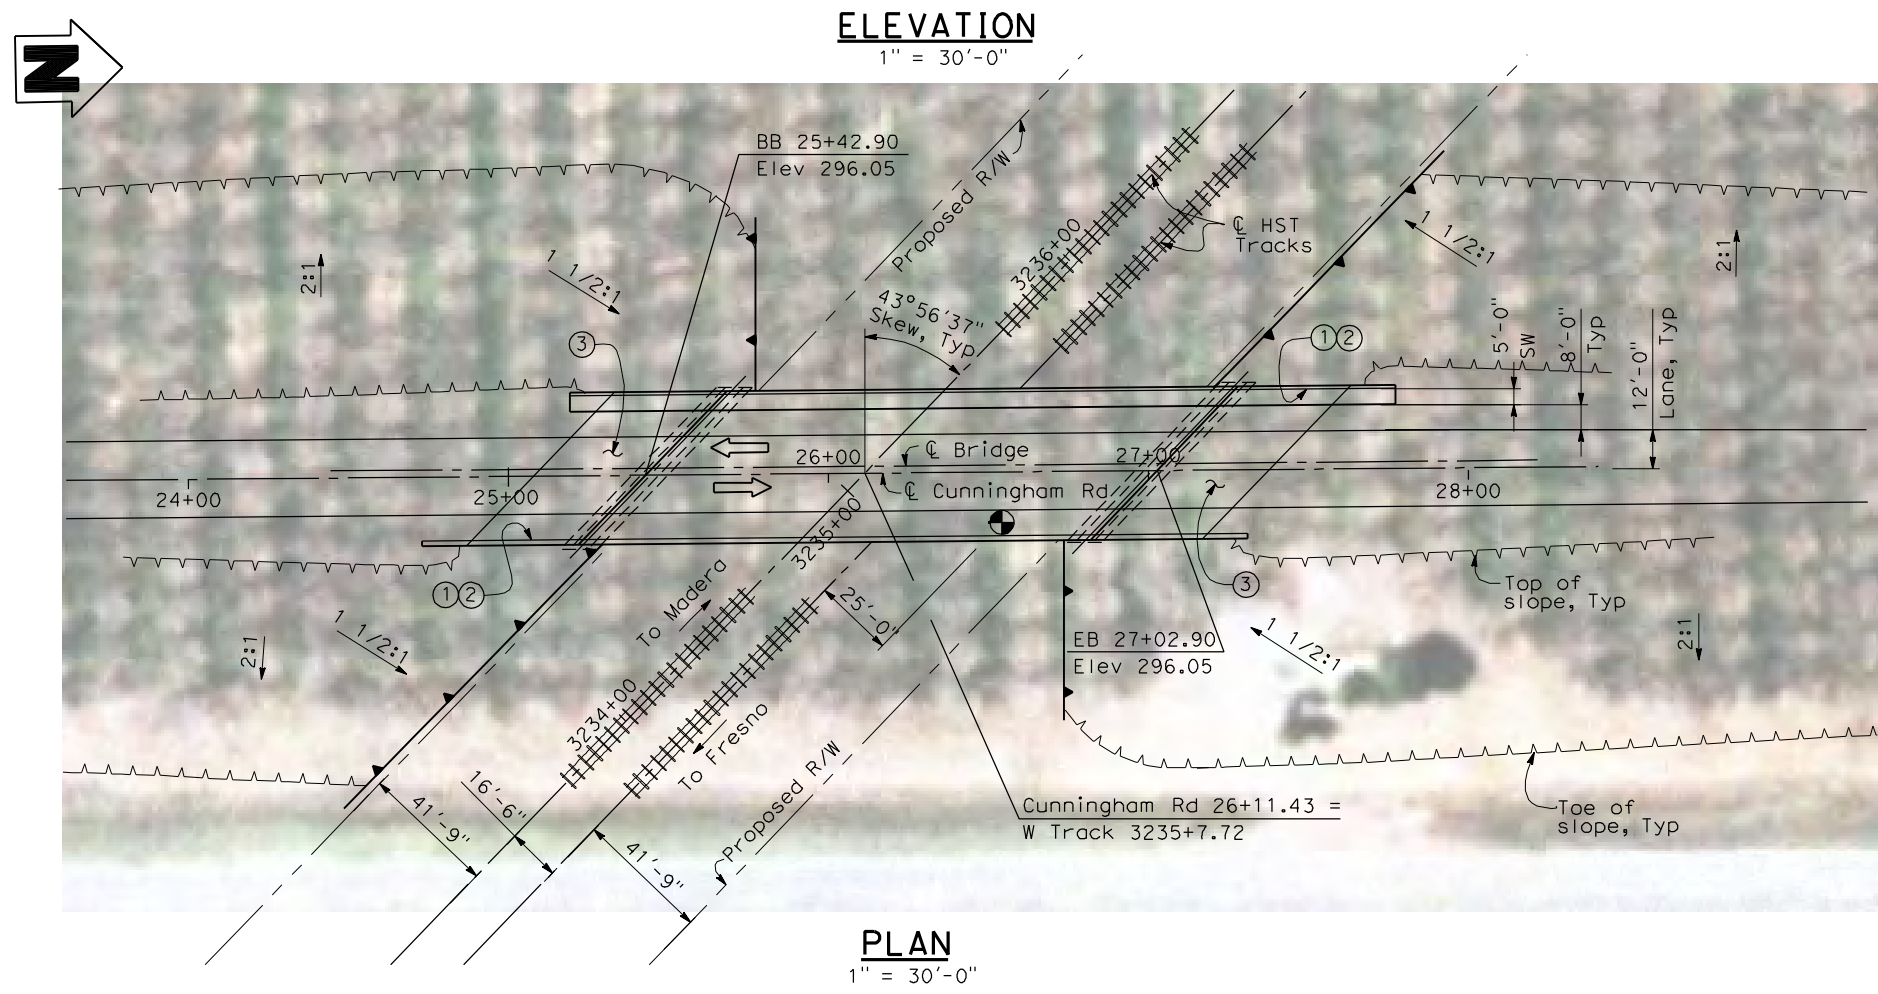 ELEVATION
1" = 30'-0"
N
BB 25+42.90
Elev 296.05
Proposed R/W
3236+00
℄ HST
Tracks
1 1/2:1
2:1
2:1
1 1/2:1
43°56'37"
Skew, Typ
5'-0"
SW
8'-0"
Typ
12'-0"
Lane, Typ
3
1 2
26+00
℄ Bridge
27+00
24+00
25+00
℄ Cunningham Rd
28+00
3235+00
1 2
To Madera
25'-0"
3
Top of
slope, Typ
1 1/2:1
2:1
EB 27+02.90
Elev 296.05
1 1/2:1
2:1
3234+00
To Fresno
16'-6"
41'-9"
Proposed R/W
41'-9"
Cunningham Rd 26+11.43 =
W Track 3235+7.72
Toe of
slope, Typ
PLAN
1" = 30'-0"